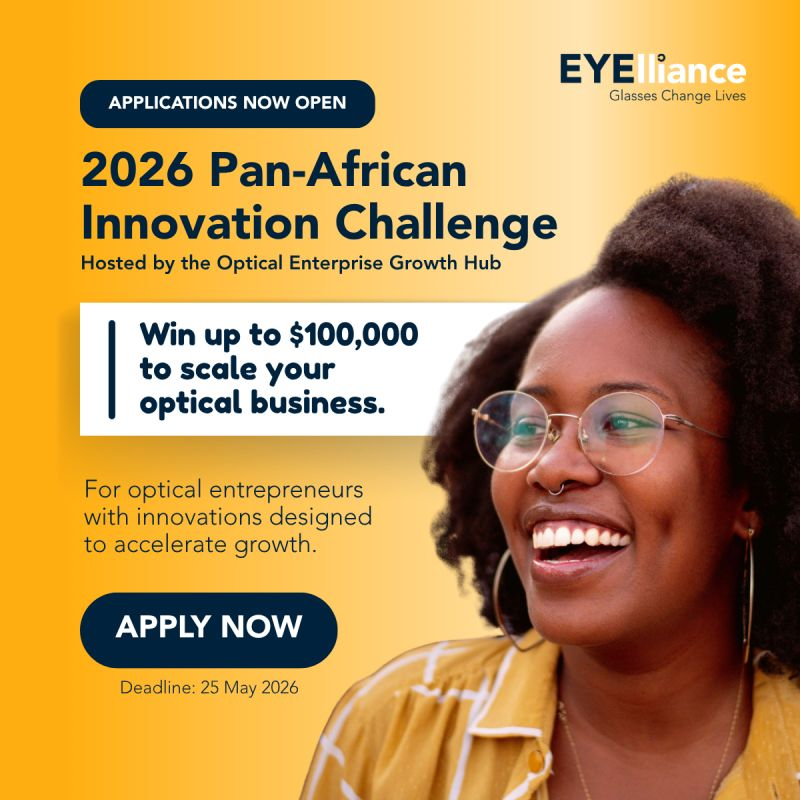 EYElliance
Glasses Change Lives
APPLICATIONS NOW OPEN
2026 Pan-African
Innovation Challenge
Hosted by the Optical Enterprise Growth Hub
Win up to $100,000
to scale your
optical business.
For optical entrepreneurs
with innovations designed
to accelerate growth.
APPLY NOW
Deadline: 25 May 2026